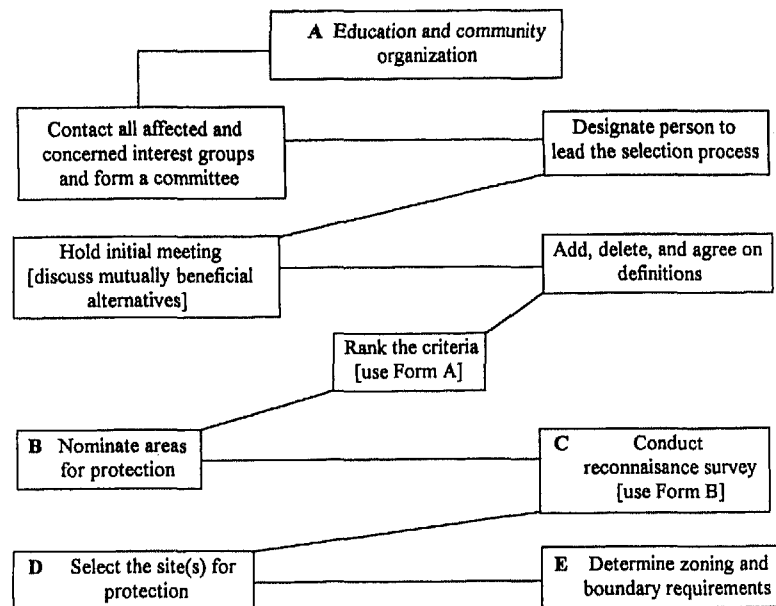 A Education and community
organization
Contact all affected and
concerned interest groups
and form a committee
Designate person to
lead the selection process
Hold initial meeting
[discuss mutually beneficial
alternatives]
Add, delete, and agree on
definitions
Rank the criteria
[use Form A]
B Nominate areas
for protection
C Conduct
reconnaisance survey
[use Form B]
D Select the site(s) for
protection
E Determine zoning and
boundary requirements